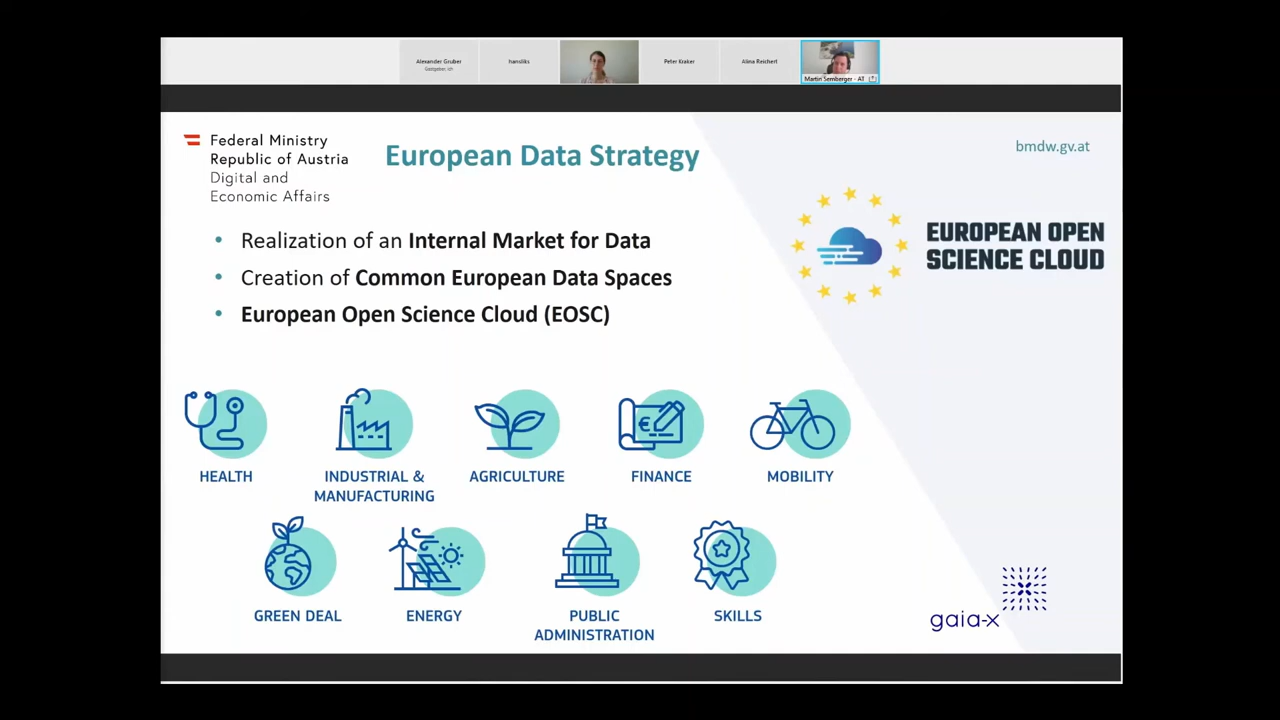 Alexander Gruber
Gastgeber, Ich
hansliks
Peter Kraker
Alina Reichert
Martin Semberger - AT
Federal Ministry
Republic of Austria
Digital and
Economic Affairs
European Data Strategy
bmdw.gv.at
• Realization of an Internal Market for Data
• Creation of Common European Data Spaces
• European Open Science Cloud (EOSC)
EUROPEAN OPEN
SCIENCE CLOUD
HEALTH
INDUSTRIAL &
MANUFACTURING
AGRICULTURE
FINANCE
MOBILITY
GREEN DEAL
ENERGY
PUBLIC
ADMINISTRATION
SKILLS
gaia-x